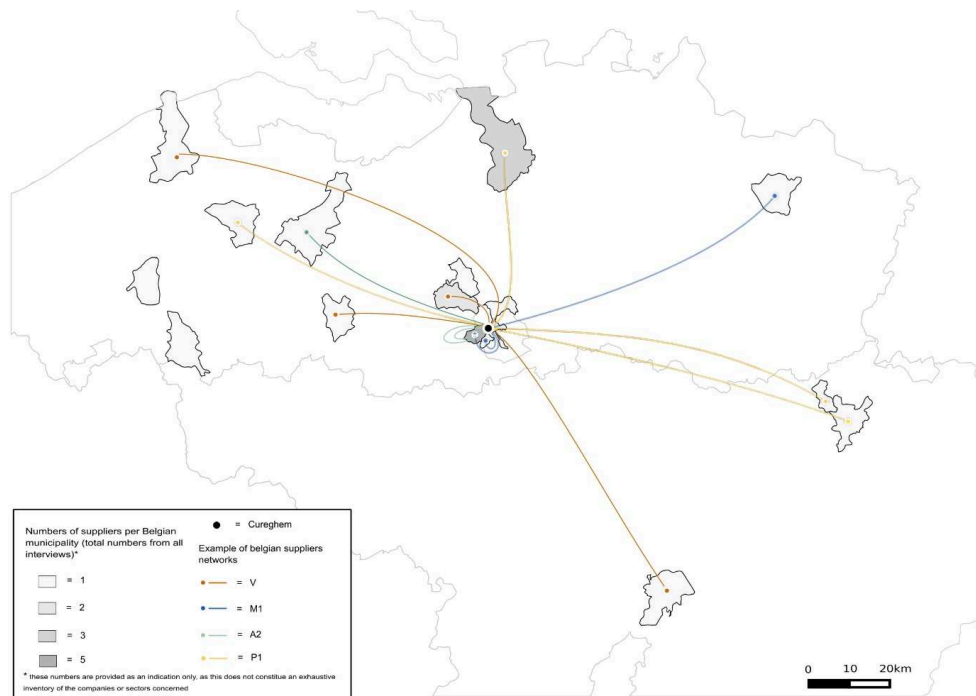 Numbers of suppliers per Belgian
municipality (total numbers from all
interviews)*
= 1
= 2
= 3
= 5
= Cureghem
Example of belgian suppliers
networks
= V
= M1
= A2
= P1
* these numbers are provided as an indication only, as this does not constitute an exhaustive
inventory of the companies or sectors concerned
0 10 20km